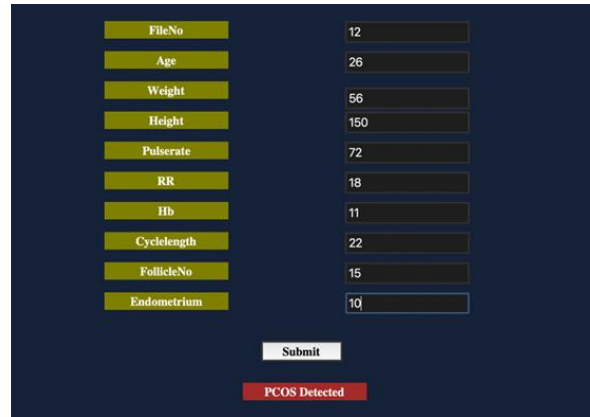 FileNo 12
Age 26
Weight 56
Height 150
Pulserate 72
RR 18
Hb 11
Cyclelength 22
FollicleNo 15
Endometrium 10
Submit
PCOS Detected